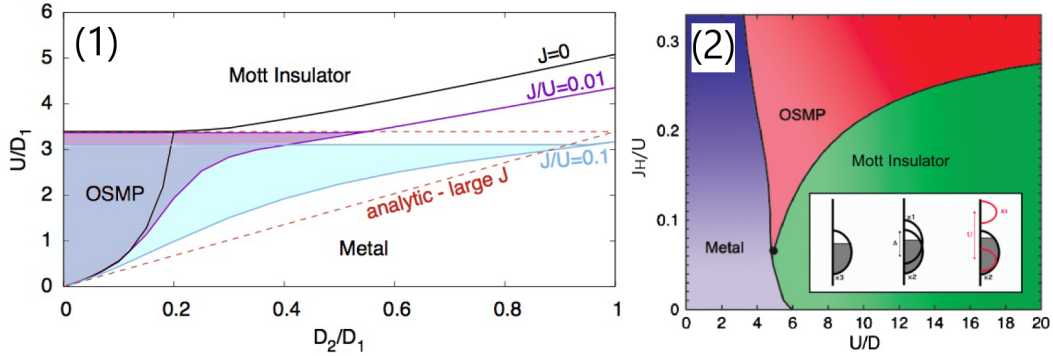 (1)
6
5
4
3
2
1
0
U/D1
Mott Insulator
J=0
J/U=0.01
J/U=0.1
OSMP
analytic - large J
Metal
0 0.2 0.4 0.6 0.8 1
D2/D1
(2)
0.3
0.2
0.1
0
JH/U
OSMP
Mott Insulator
Metal
x3
x1
Δ
x2
U
x2
0 2 4 6 8 10 12 14 16 18 20
U/D